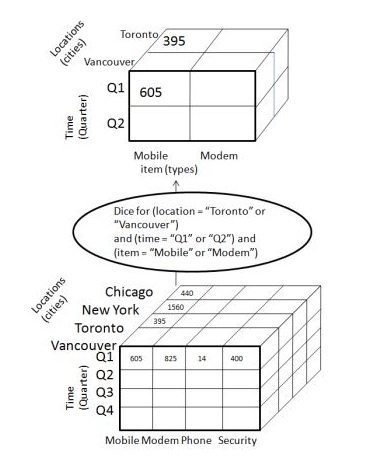 Locations
(cities)
Toronto 395
Vancouver
Q1 605
Q2
Time
(Quarter)
Mobile Modem
item (types)
Dice for (location = "Toronto" or
"Vancouver")
and (time = "Q1" or "Q2") and
(item = "Mobile" or "Modem")
Locations
(cities)
Chicago 440
New York 1560
Toronto 395
Vancouver
Q1 605 825 14 400
Q2
Q3
Q4
Time
(Quarter)
Mobile Modem Phone Security